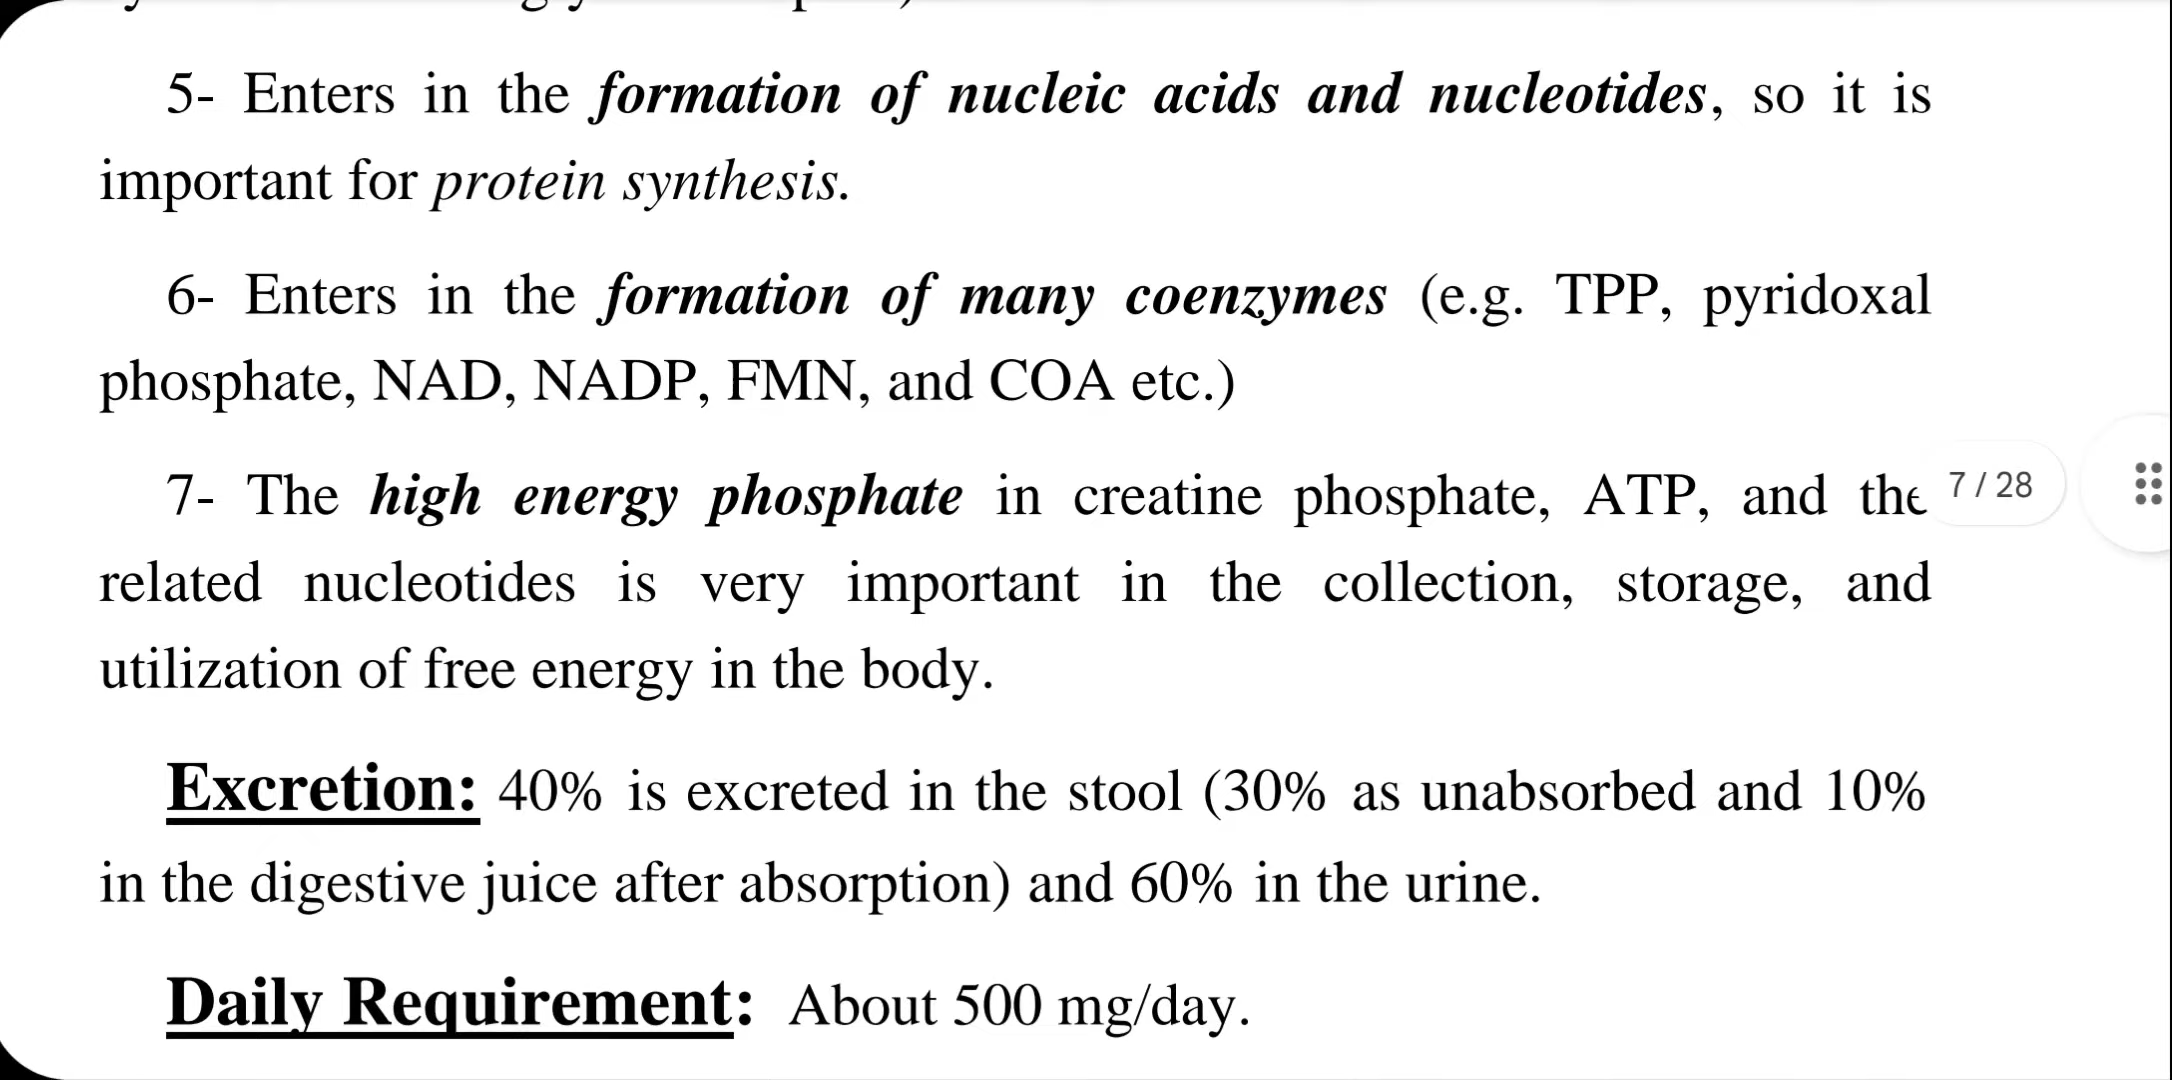 5- Enters in the formation of nucleic acids and nucleotides, so it is
important for protein synthesis.
6- Enters in the formation of many coenzymes (e.g. TPP, pyridoxal
phosphate, NAD, NADP, FMN, and COA etc.)
7- The high energy phosphate in creatine phosphate, ATP, and the
7 / 28
related nucleotides is very important in the collection, storage, and
utilization of free energy in the body.
Excretion: 40% is excreted in the stool (30% as unabsorbed and 10%
in the digestive juice after absorption) and 60% in the urine.
Daily Requirement: About 500 mg/day.